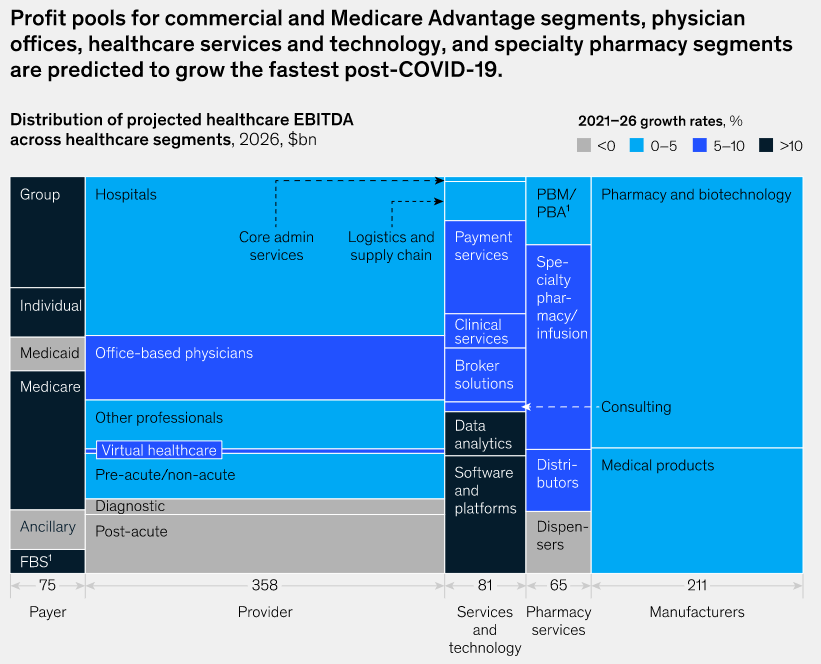 Profit pools for commercial and Medicare Advantage segments, physician
offices, healthcare services and technology, and specialty pharmacy segments
are predicted to grow the fastest post-COVID-19.
Distribution of projected healthcare EBITDA
across healthcare segments, 2026, $bn
2021–26 growth rates, %
<0
0–5
5–10
>10
Group
Individual
Medicaid
Medicare
Ancillary
FBS¹
Hospitals
Core admin
services
Logistics and
supply chain
Office-based physicians
Other professionals
Virtual healthcare
Pre-acute/non-acute
Diagnostic
Post-acute
Payment
services
Clinical
services
Broker
solutions
Data
analytics
Software
and
platforms
PBM/
PBA¹
Spe-
cialty
phar-
macy/
infusion
Distri-
butors
Dispen-
sers
Pharmacy and biotechnology
Consulting
Medical products
75
358
81
65
211
Payer
Provider
Services
and
technology
Pharmacy
services
Manufacturers